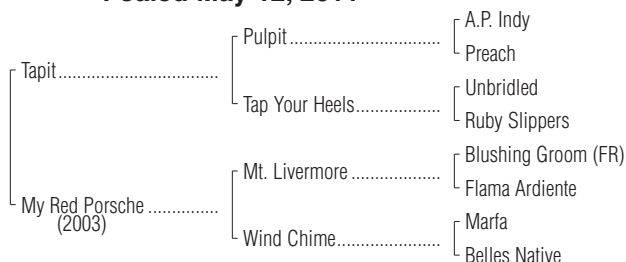 Foaled May 12,
A.P. Indy
Pulpit
Preach
Tapit
Unbridled
Tap Your Heels
Ruby Slippers
Blushing Groom (FR)
Mt. Livermore
Flama Ardiente
My Red Porsche
(2003)
Marfa
Wind Chime
Belles Native